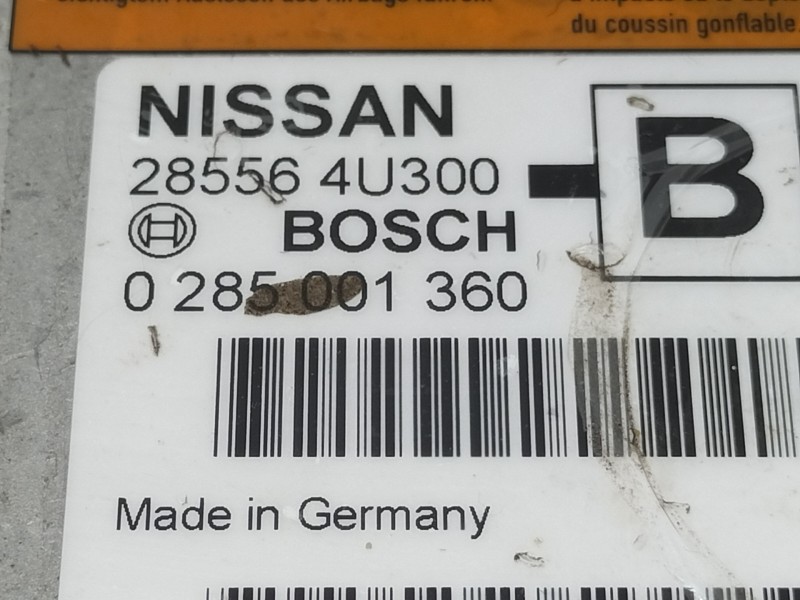 du coussin gonflable.
NISSAN
28556 4U300
B
BOSCH
0 285 001 360
Made in Germany